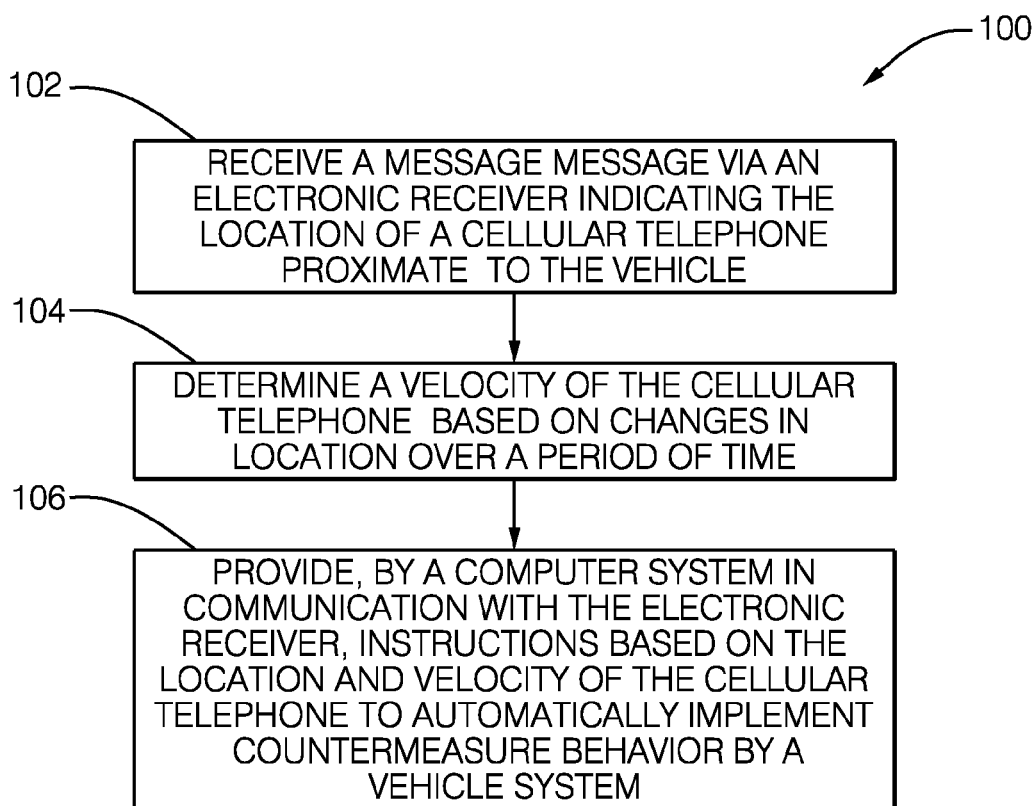 100
102
RECEIVE A MESSAGE MESSAGE VIA AN
ELECTRONIC RECEIVER INDICATING THE
LOCATION OF A CELLULAR TELEPHONE
PROXIMATE TO THE VEHICLE
104
DETERMINE A VELOCITY OF THE CELLULAR
TELEPHONE BASED ON CHANGES IN
LOCATION OVER A PERIOD OF TIME
106
PROVIDE, BY A COMPUTER SYSTEM IN
COMMUNICATION WITH THE ELECTRONIC
RECEIVER, INSTRUCTIONS BASED ON THE
LOCATION AND VELOCITY OF THE CELLULAR
TELEPHONE TO AUTOMATICALLY IMPLEMENT
COUNTERMEASURE BEHAVIOR BY A
VEHICLE SYSTEM